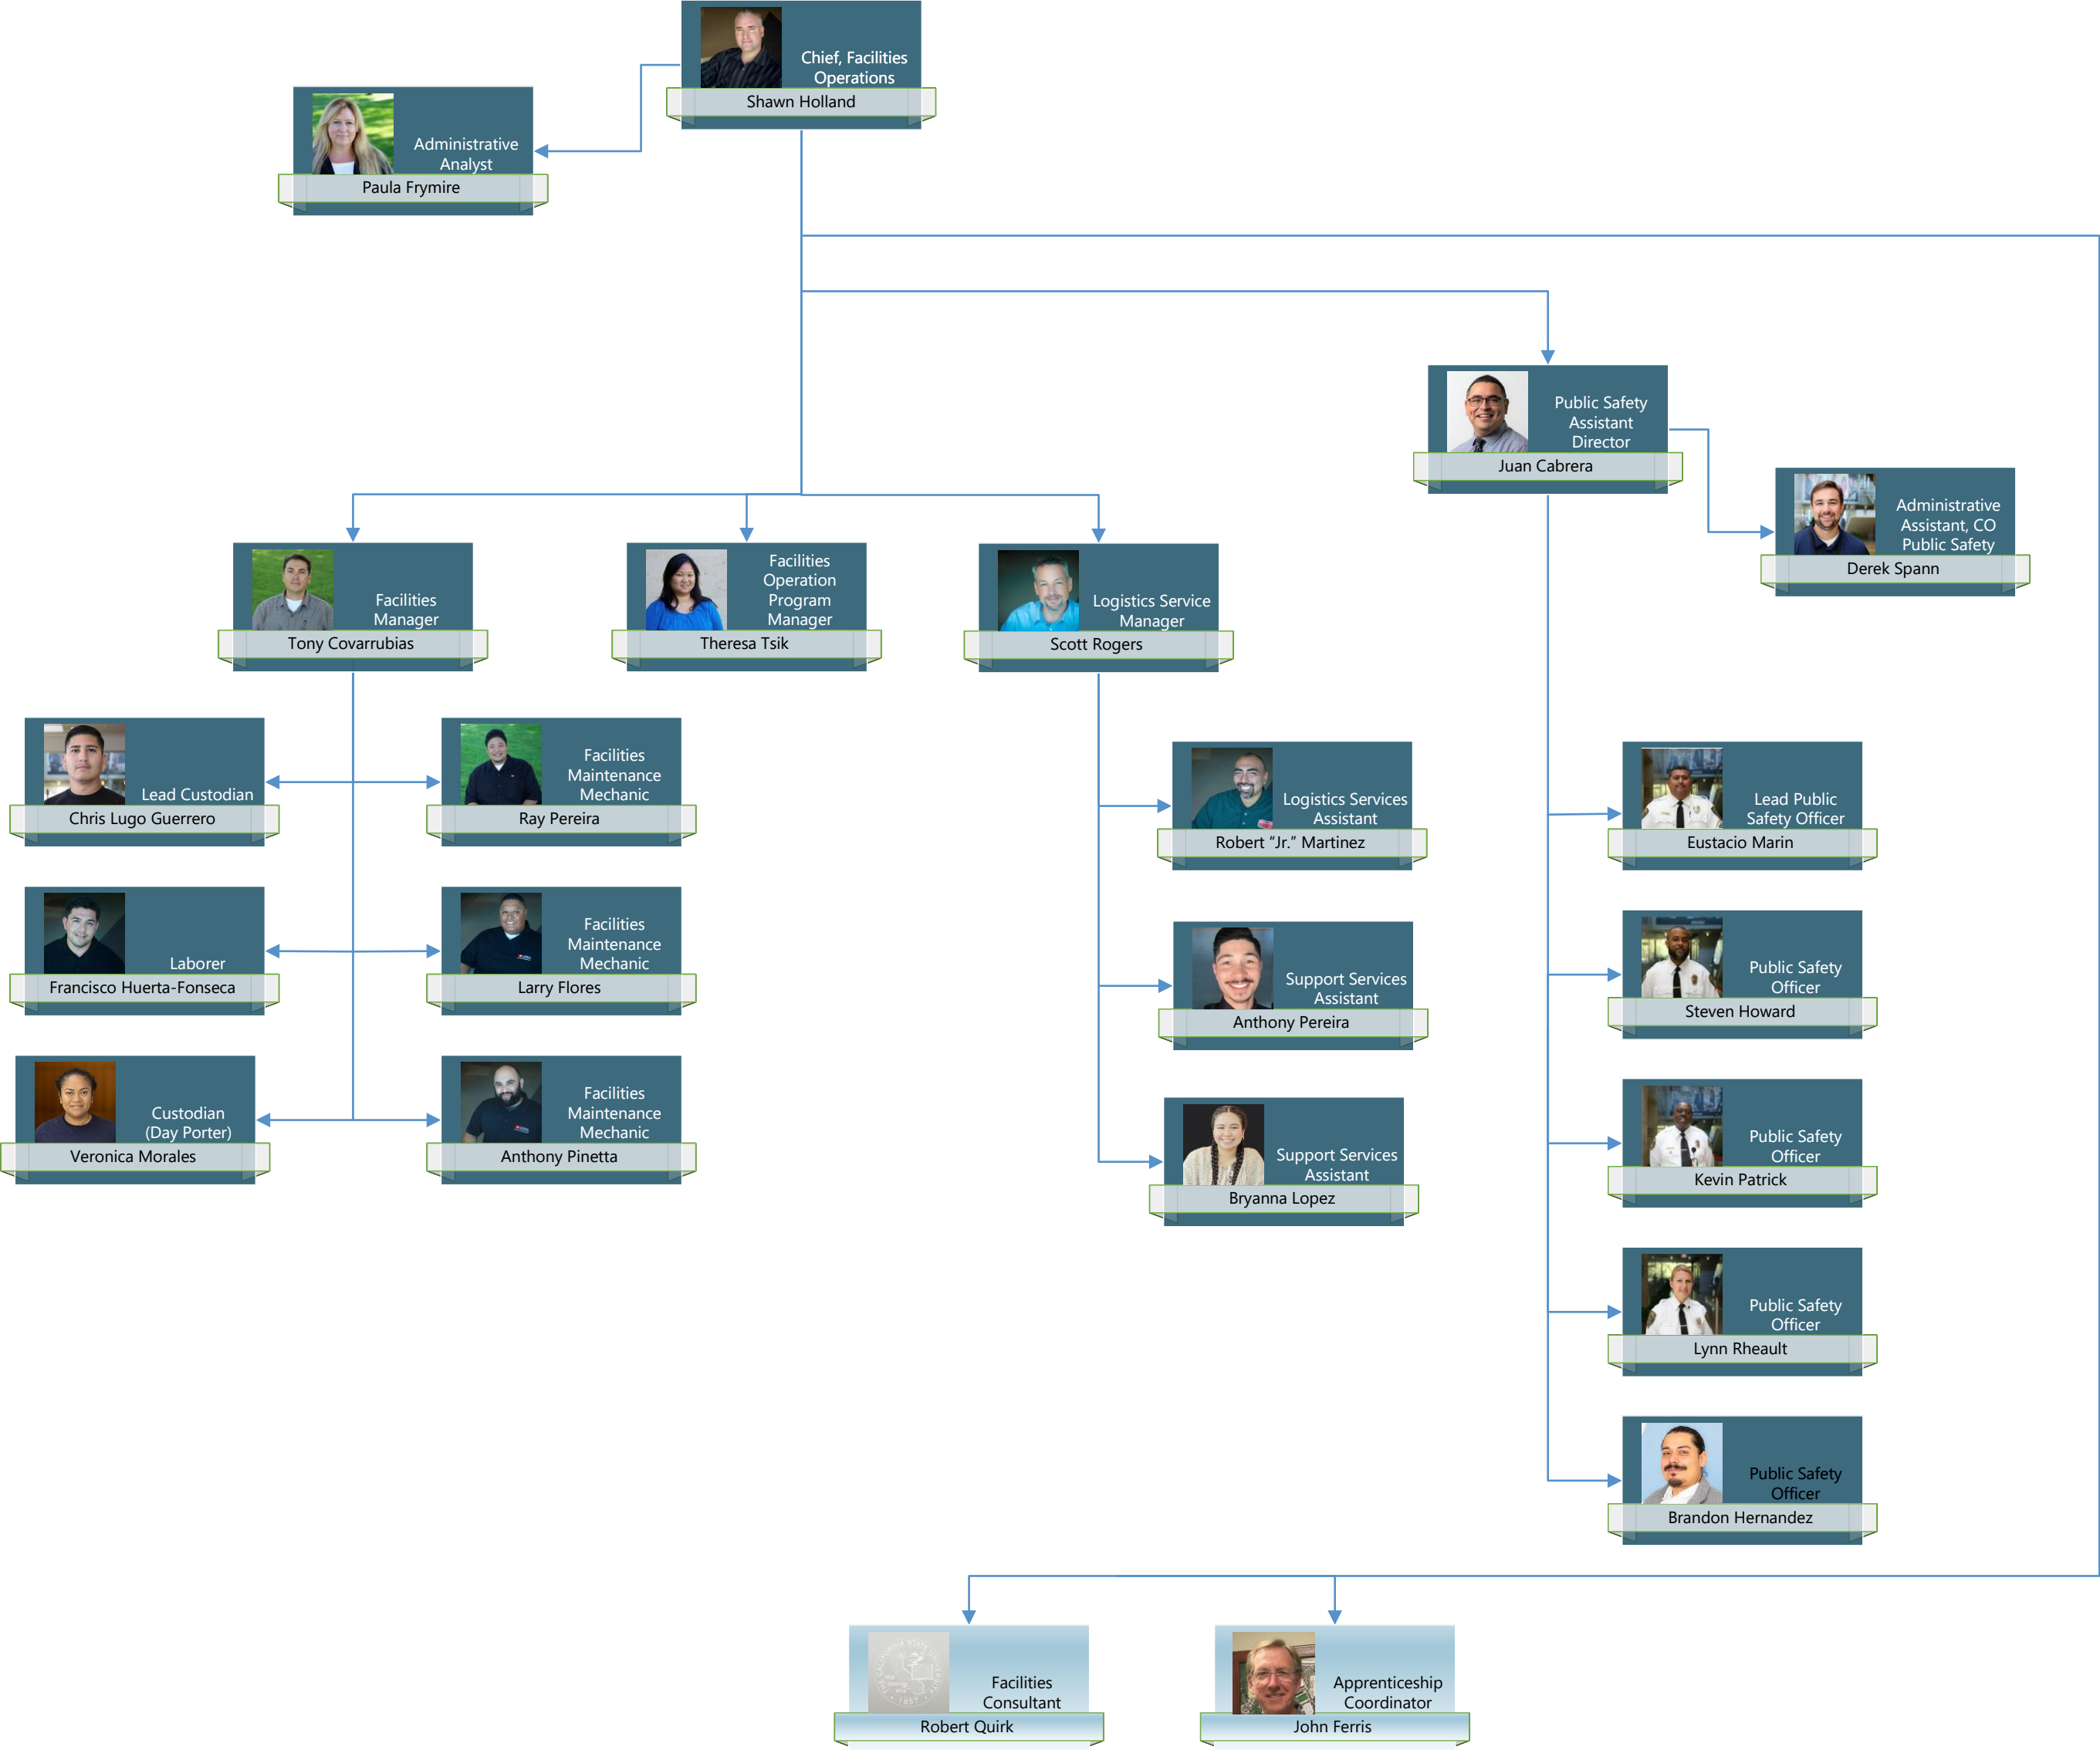 Chief, Facilities
Operations
Shawn Holland
Administrative
Analyst
Paula Frymire
Public Safety
Assistant
Director
Juan Cabrera
Administrative
Assistant, CO
Public Safety
Derek Spann
Facilities
Manager
Tony Covarrubias
Facilities
Operation
Program
Manager
Theresa Tsik
Logistics Service
Manager
Scott Rogers
Lead Custodian
Chris Lugo Guerrero
Facilities
Maintenance
Mechanic
Ray Pereira
Laborer
Francisco Huerta-Fonseca
Facilities
Maintenance
Mechanic
Larry Flores
Custodian
(Day Porter)
Veronica Morales
Facilities
Maintenance
Mechanic
Anthony Pinetta
Logistics Services
Assistant
Robert “Jr.” Martinez
Support Services
Assistant
Anthony Pereira
Support Services
Assistant
Bryanna Lopez
Lead Public
Safety Officer
Eustacio Marin
Public Safety
Officer
Steven Howard
Public Safety
Officer
Kevin Patrick
Public Safety
Officer
Lynn Rheault
Public Safety
Officer
Brandon Hernandez
THE CALIFORNIA STATE UNIVERSITY
1857
Facilities
Consultant
Robert Quirk
Apprenticeship
Coordinator
John Ferris